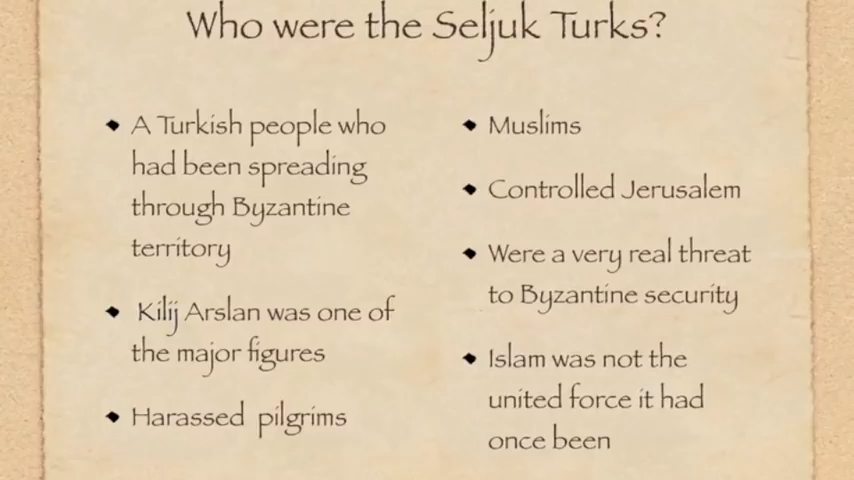 Who were the Seljuk Turks?
A Turkish people who
had been spreading
through Byzantine
territory
Kilij Arslan was one of
the major figures
Harassed pilgrims
Muslims
Controlled Jerusalem
Were a very real threat
to Byzantine security
Islam was not the
united force it had
once been